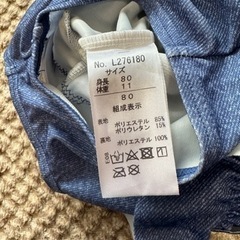 No. L276180
サイズ
身長 80
体重 11
80
組成表示
表地 ポリエステル 85%
ポリウレタン 15%
裏地 ポリエステル 100%